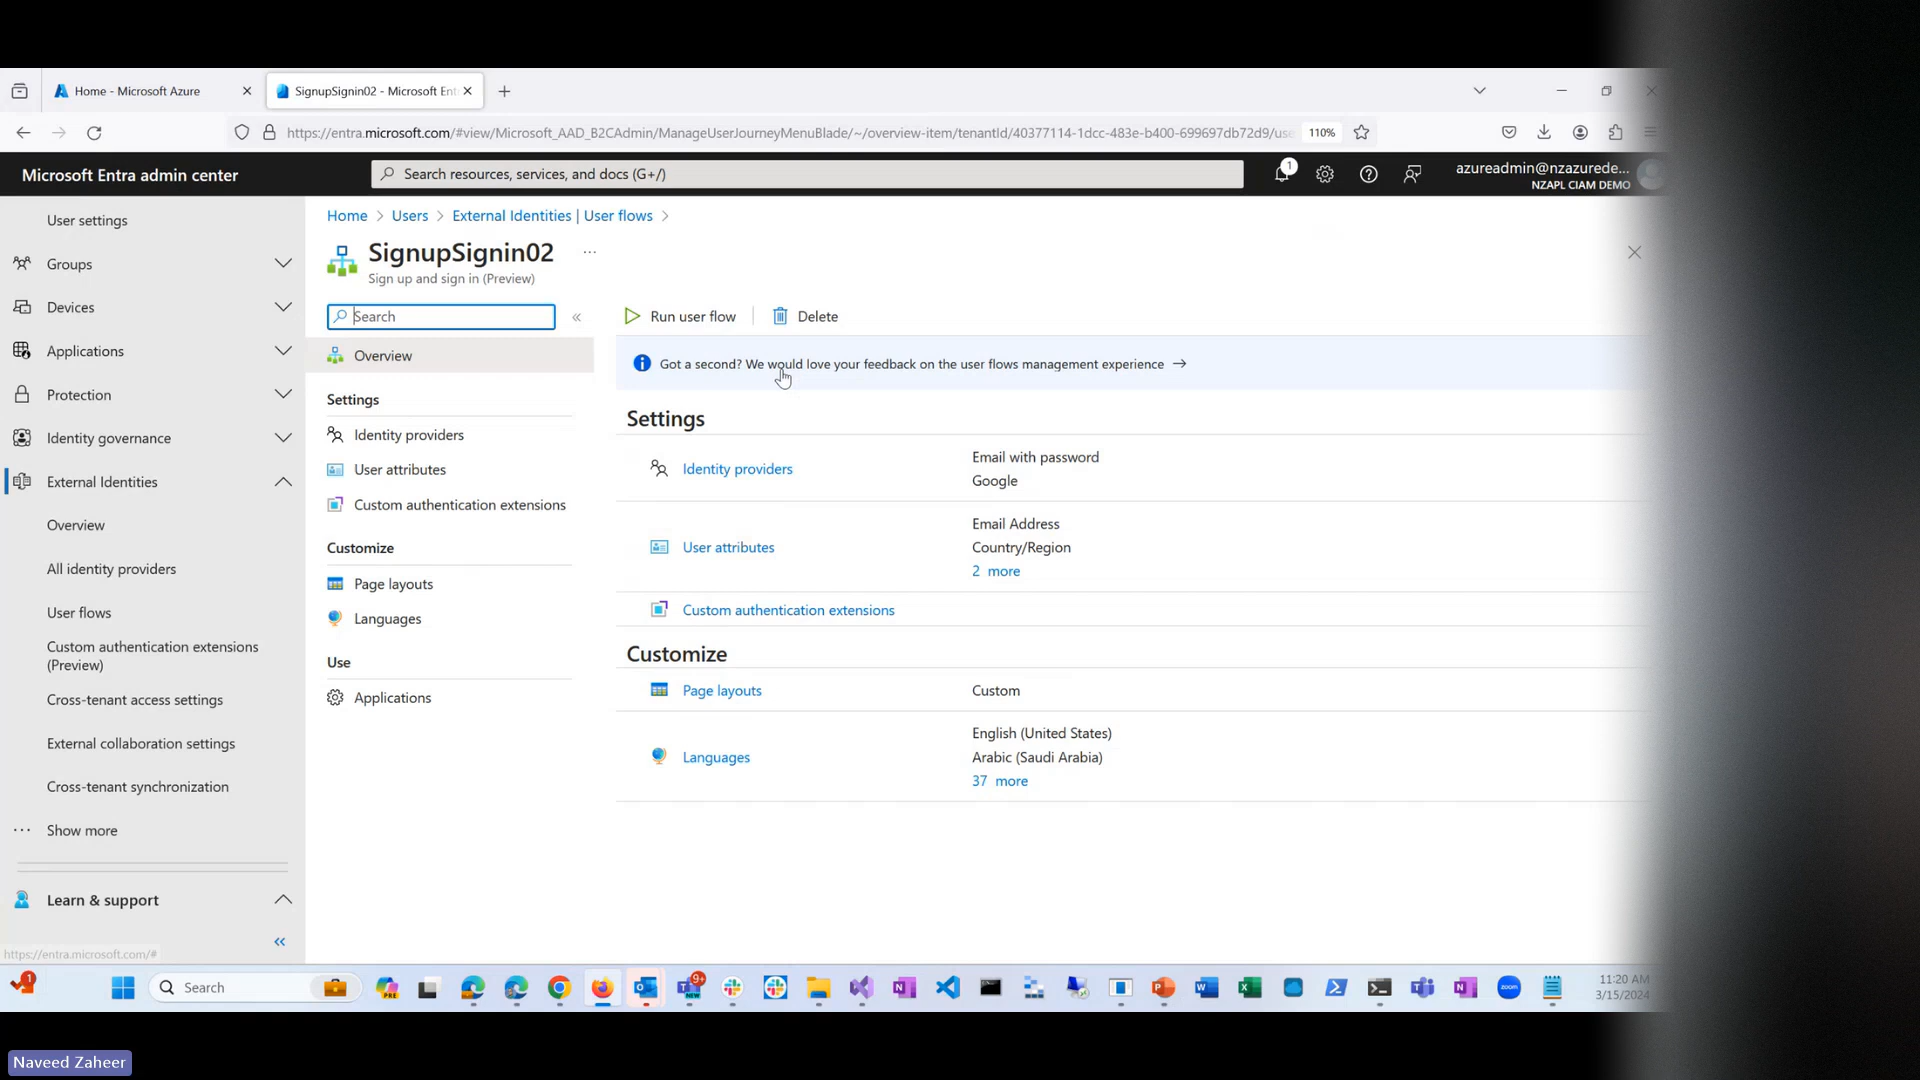 Home - Microsoft Azure
SignupSignin02 - Microsoft Ent
https://entra.microsoft.com/#view/Microsoft_AAD_B2CAdmin/ManageUserJourneyMenuBlade/~/overview-item/tenantId/40377114-1dcc-483e-b400-699697db72d9/use
110%
Microsoft Entra admin center
Search resources, services, and docs (G+/)
1
azureadmin@nzazurede...
NZAPL CIAM DEMO
User settings
Groups
Devices
Applications
Protection
Identity governance
External Identities
Overview
All identity providers
User flows
Custom authentication extensions
(Preview)
Cross-tenant access settings
External collaboration settings
Cross-tenant synchronization
... Show more
Learn & support
https://entra.microsoft.com/#
Home > Users > External Identities | User flows >
SignupSignin02 ...
Sign up and sign in (Preview)
Search
Overview
Settings
Identity providers
User attributes
Custom authentication extensions
Customize
Page layouts
Languages
Use
Applications
Run user flow
Delete
Got a second? We would love your feedback on the user flows management experience →
Settings
Identity providers
Email with password
Google
User attributes
Email Address
Country/Region
2 more
Custom authentication extensions
Customize
Page layouts
Custom
Languages
English (United States)
Arabic (Saudi Arabia)
37 more
1
Search
PRE
9+
NEW
zoom
11:20 AM
3/15/2024
Naveed Zaheer